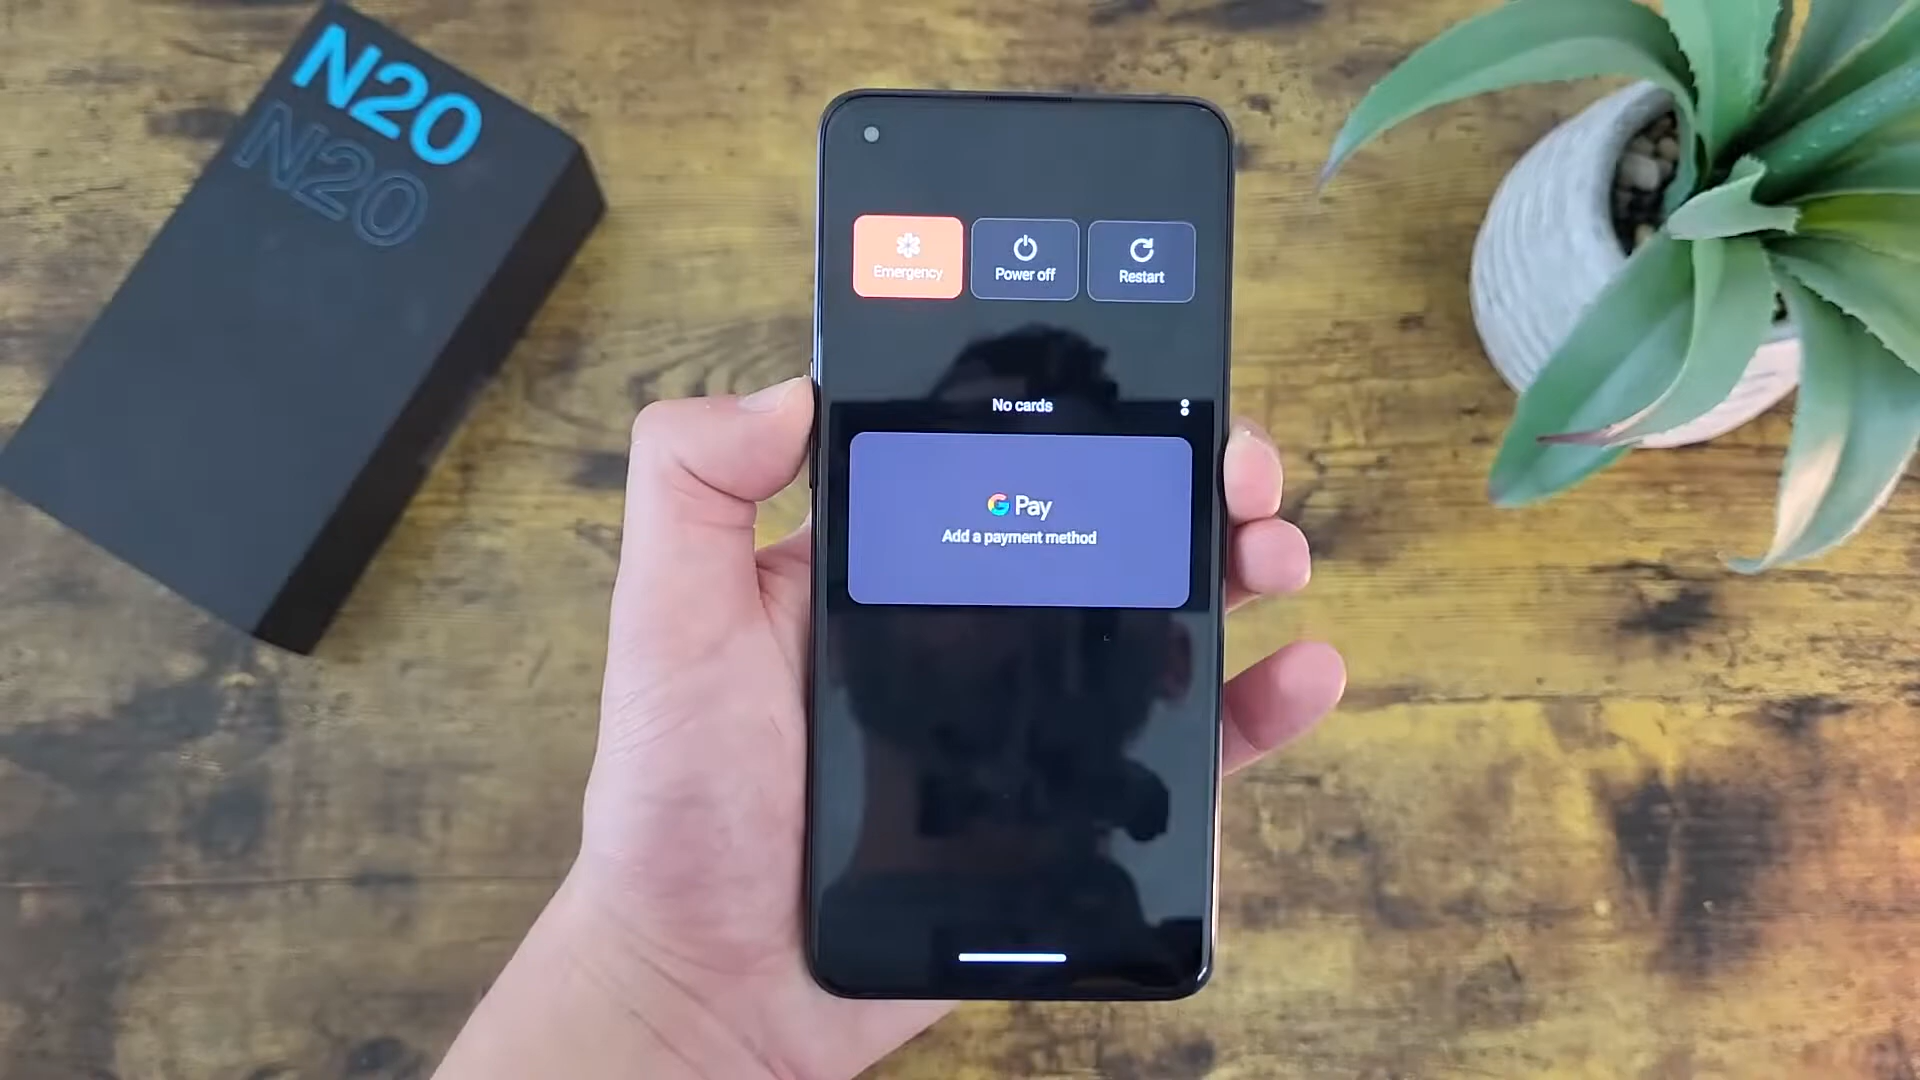 N20
N20
Emergency
Power off
Restart
No cards
G Pay
Add a payment method